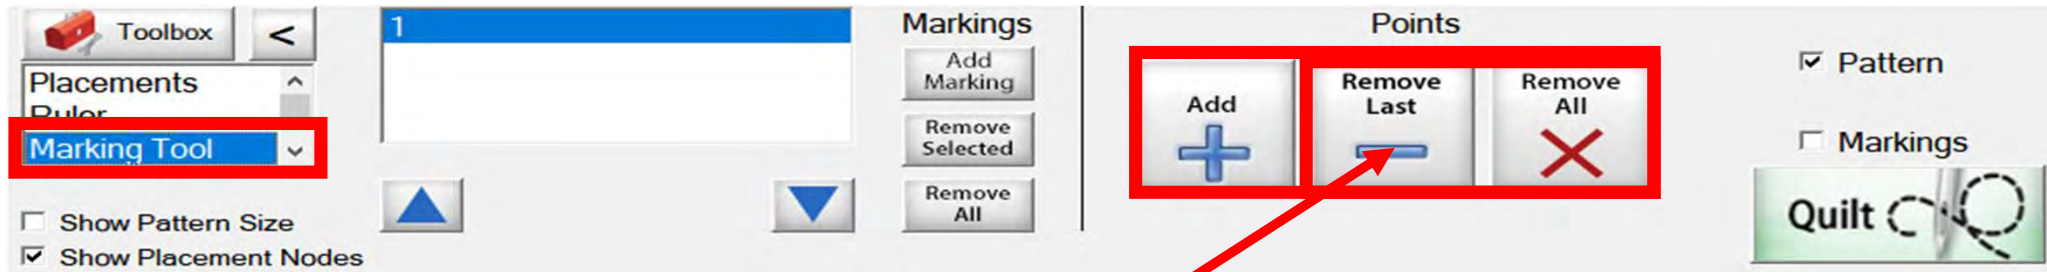 Toolbox
<
Placements
Ruler
Marking Tool
Show Pattern Size
Show Placement Nodes
1
Markings
Add
Marking
Remove
Selected
Remove
All
Points
Add
Remove
Last
Remove
All
Pattern
Markings
Quilt